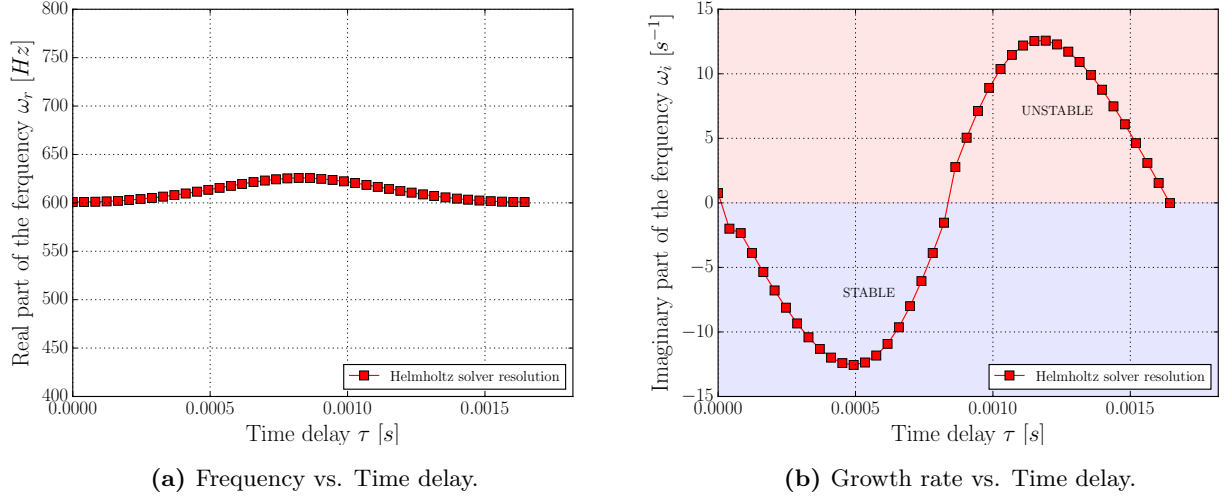 800
750
700
650
600
550
500
450
400
Real part of the ferquency ωr [Hz]
0.0000
0.0005
0.0010
0.0015
Time delay τ [s]
Helmholtz solver resolution
(a) Frequency vs. Time delay.
15
10
5
0
−5
−10
−15
Imaginary part of the ferquency ωi [s−1]
UNSTABLE
STABLE
0.0000
0.0005
0.0010
0.0015
Time delay τ [s]
Helmholtz solver resolution
(b) Growth rate vs. Time delay.